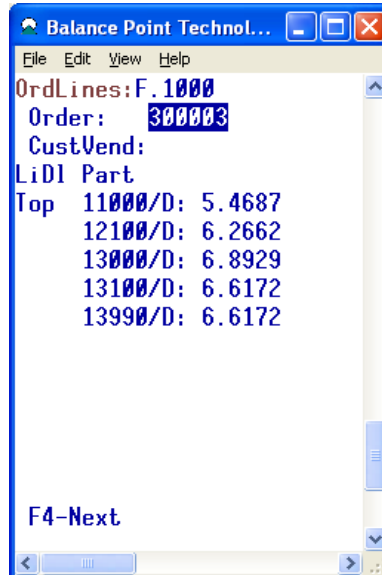 Balance Point Technol...
File Edit View Help
OrdLines:F.1000
Order: 300003
CustVend:
LiDl Part
Top 11000/D: 5.4687
12100/D: 6.2662
13000/D: 6.8929
13100/D: 6.6172
13990/D: 6.6172
F4-Next